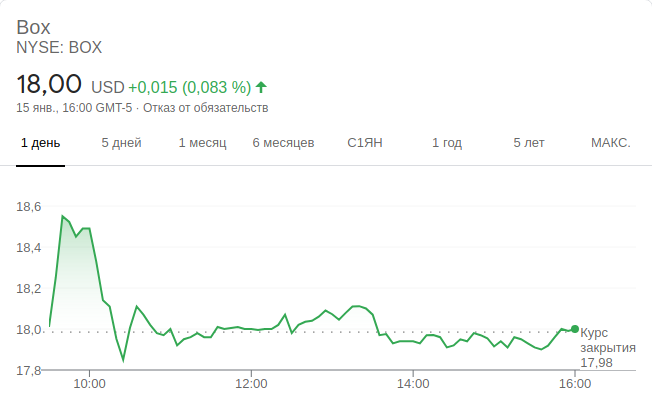 Box
NYSE: BOX
18,00 USD +0,015 (0,083 %)
15 янв., 16:00 GMT-5 · Отказ от обязательств
1 день 5 дней 1 месяц 6 месяцев С1ЯН 1 год 5 лет МАКС.
18,6
18,4
18,2
18,0
Курс
закрытия
17,98
17,8
10:00 12:00 14:00 16:00